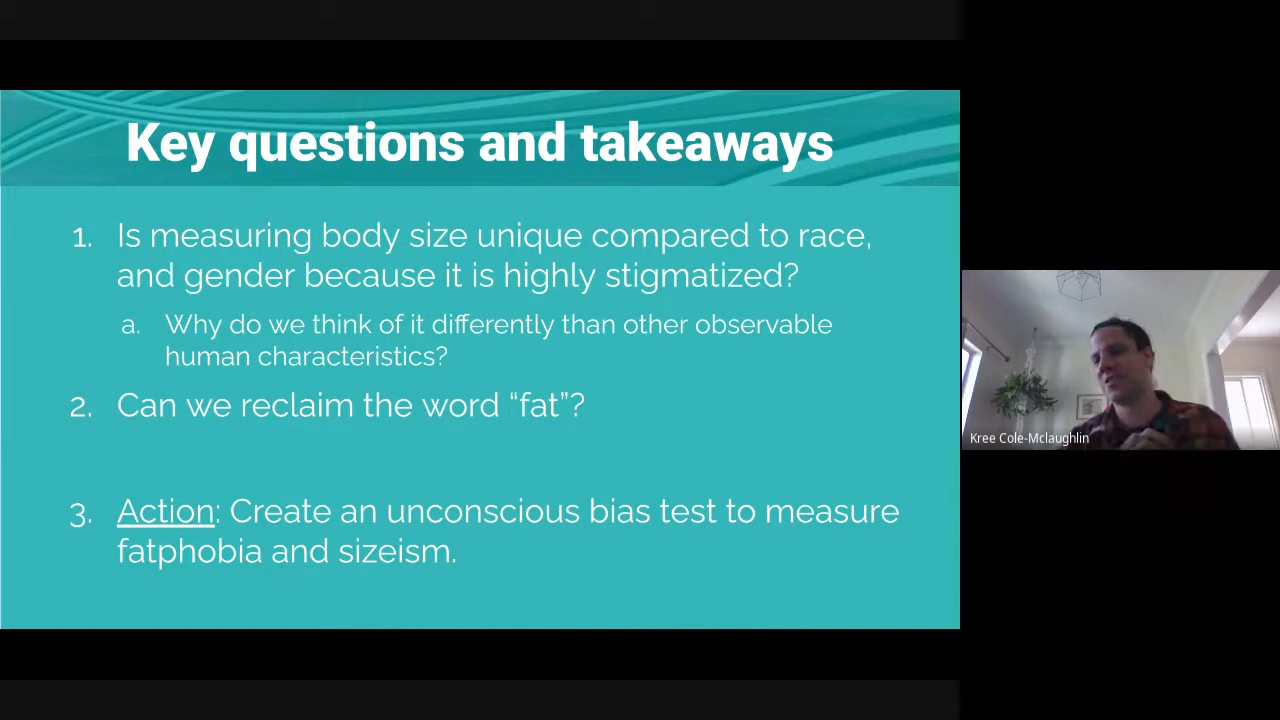 Key questions and takeaways
1. Is measuring body size unique compared to race,
and gender because it is highly stigmatized?
a. Why do we think of it differently than other observable
human characteristics?
2. Can we reclaim the word “fat”?
3. Action: Create an unconscious bias test to measure
fatphobia and sizeism.
Kree Cole-Mclaughlin